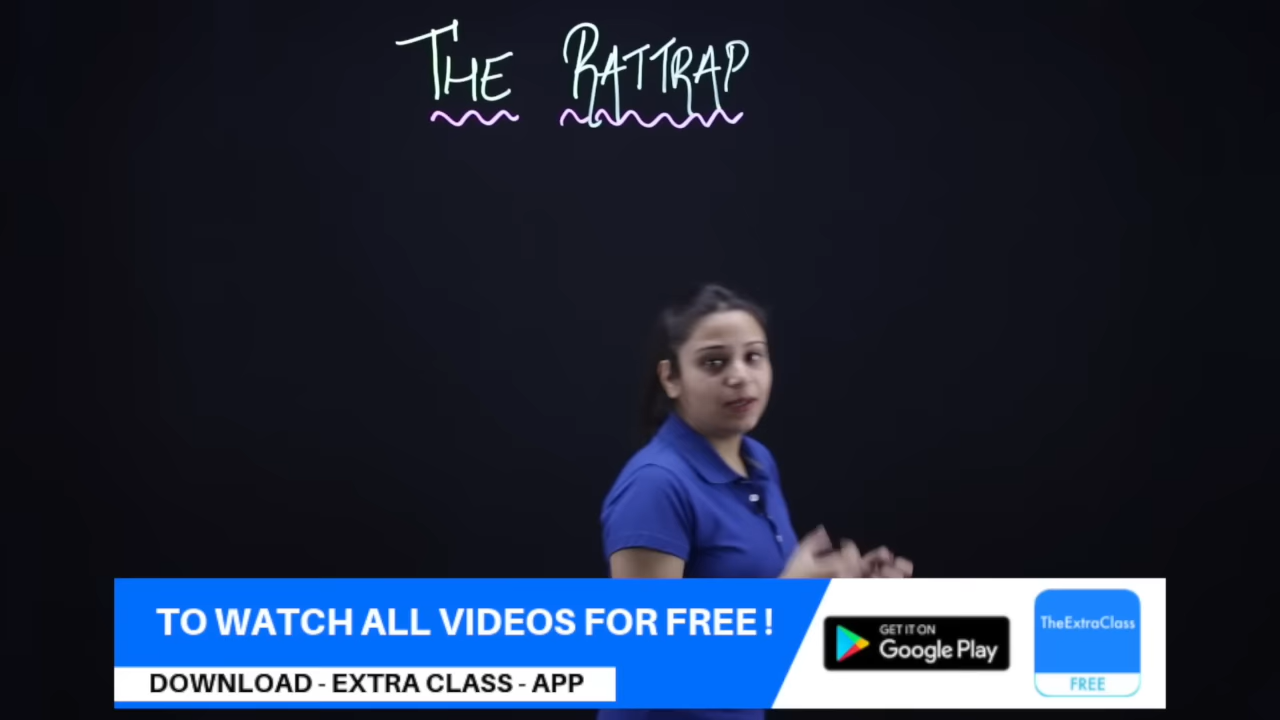 THE RATTRAP
TO WATCH ALL VIDEOS FOR FREE!
DOWNLOAD - EXTRA CLASS - APP
GET IT ON
Google Play
TheExtraClass
FREE